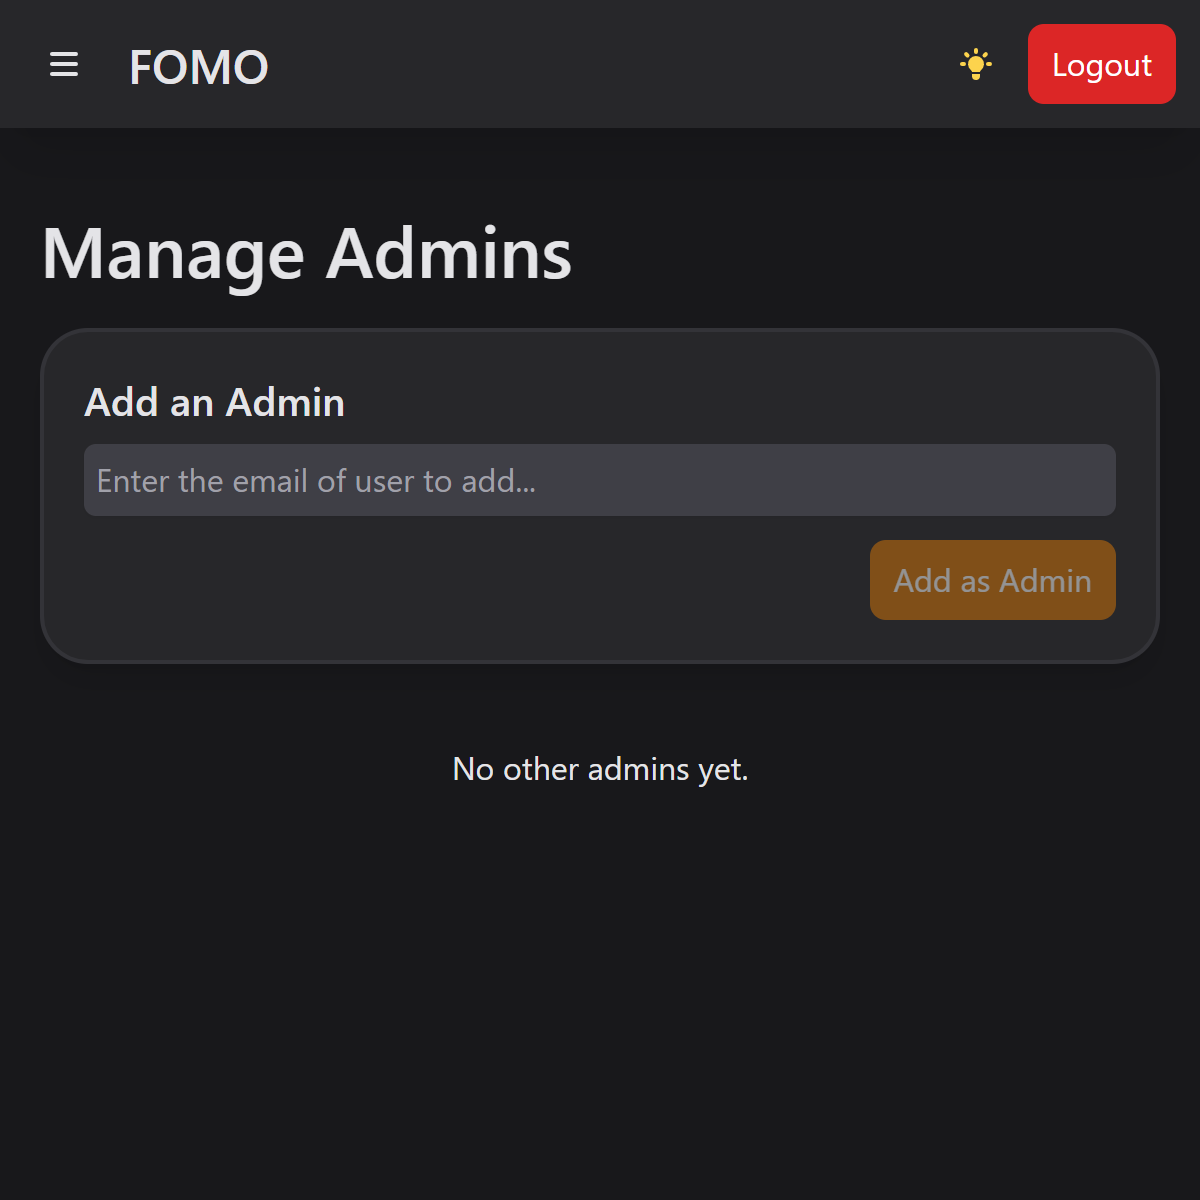 FOMO
Logout
Manage Admins
Add an Admin
Enter the email of user to add...
Add as Admin
No other admins yet.